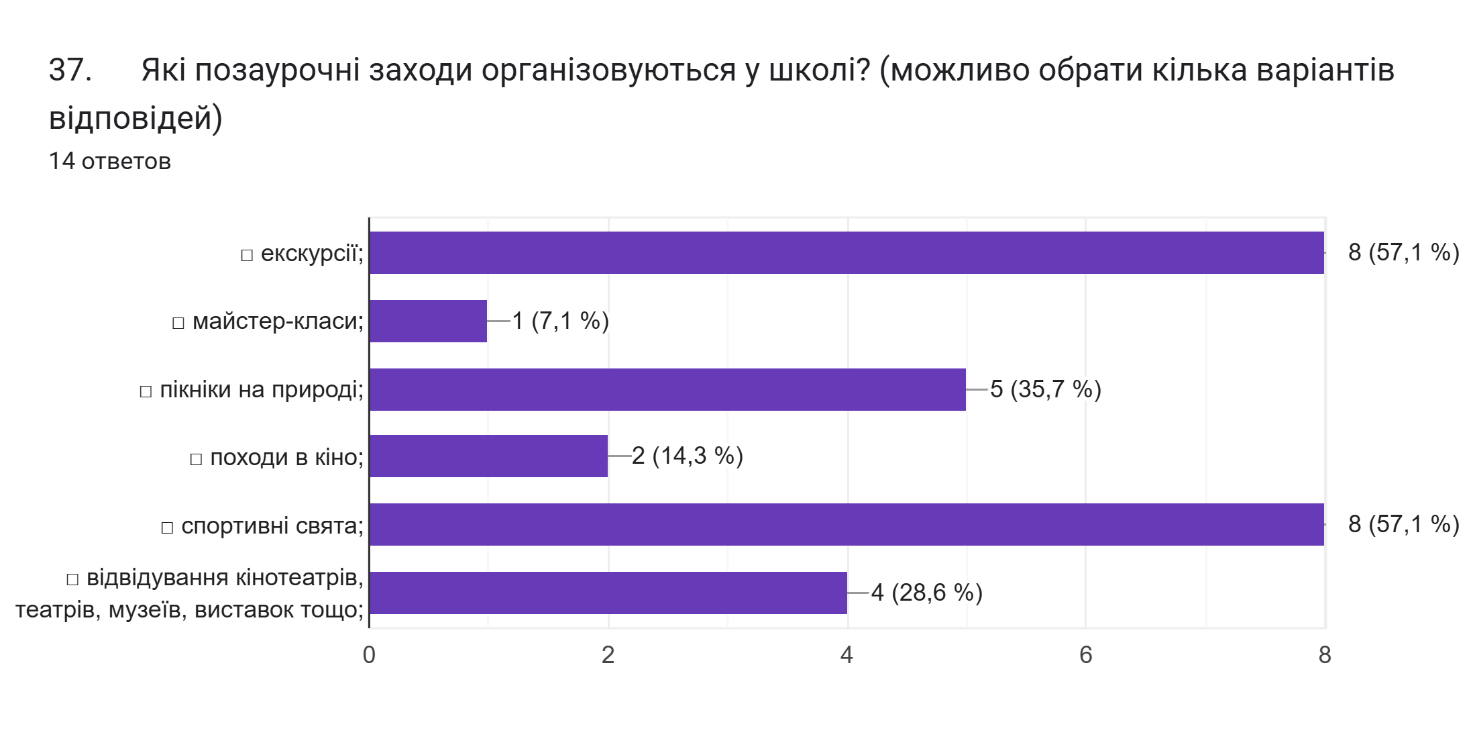 37. Які позаурочні заходи організовуються у школі? (можливо обрати кілька варіантів
відповідей)
14 ответов
□ екскурсії;
8 (57,1 %)
□ майстер-класи;
1 (7,1 %)
□ пікніки на природі;
5 (35,7 %)
□ походи в кіно;
2 (14,3 %)
□ спортивні свята;
8 (57,1 %)
□ відвідування кінотеатрів,
театрів, музеїв, виставок тощо;
4 (28,6 %)
0 2 4 6 8